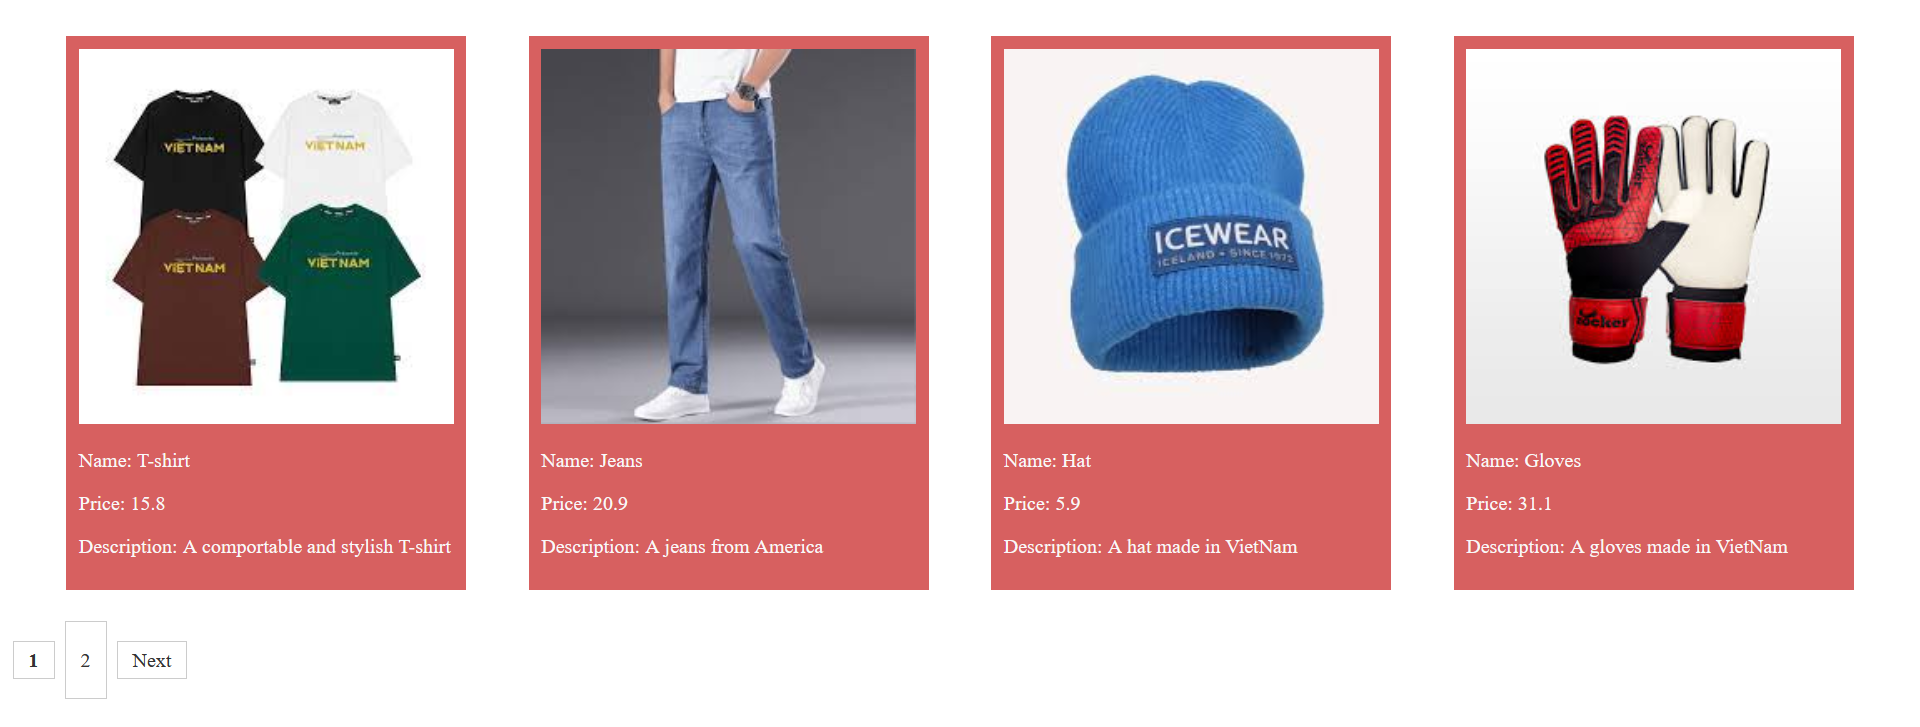 VIETNAM
VIETNAM
VIETNAM
VIETNAM
ICEWEAR
ICELAND • SINCE 1972
Name: T-shirt
Price: 15.8
Description: A comportable and stylish T-shirt
Name: Jeans
Price: 20.9
Description: A jeans from America
Name: Hat
Price: 5.9
Description: A hat made in VietNam
Name: Gloves
Price: 31.1
Description: A gloves made in VietNam
1
2
Next